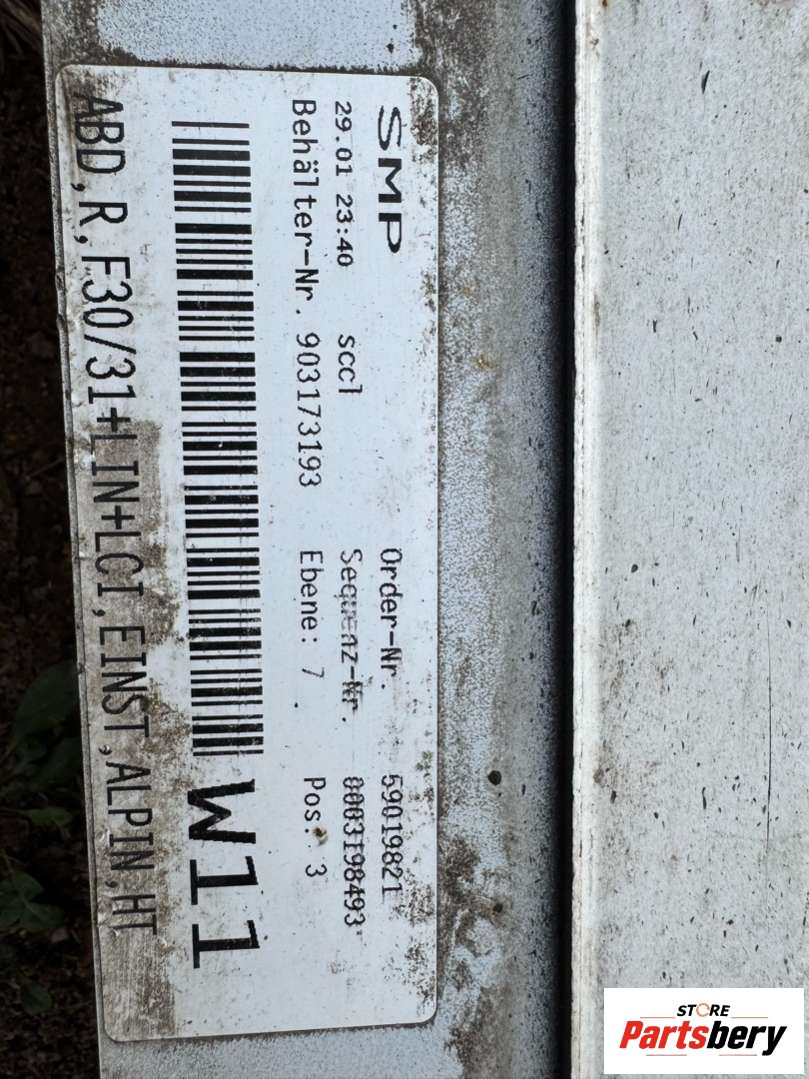 SMP
Order-Nr. 59019821
29.01 23:40 sccl
Sequenz-Nr. 8003198493
Behälter-Nr. 903173193
Ebene: 7 Pos.: 3
W11
ABD,R,F30/31+LIN+LCI,EINST,ALPIN,HT
STORE
Partsbery